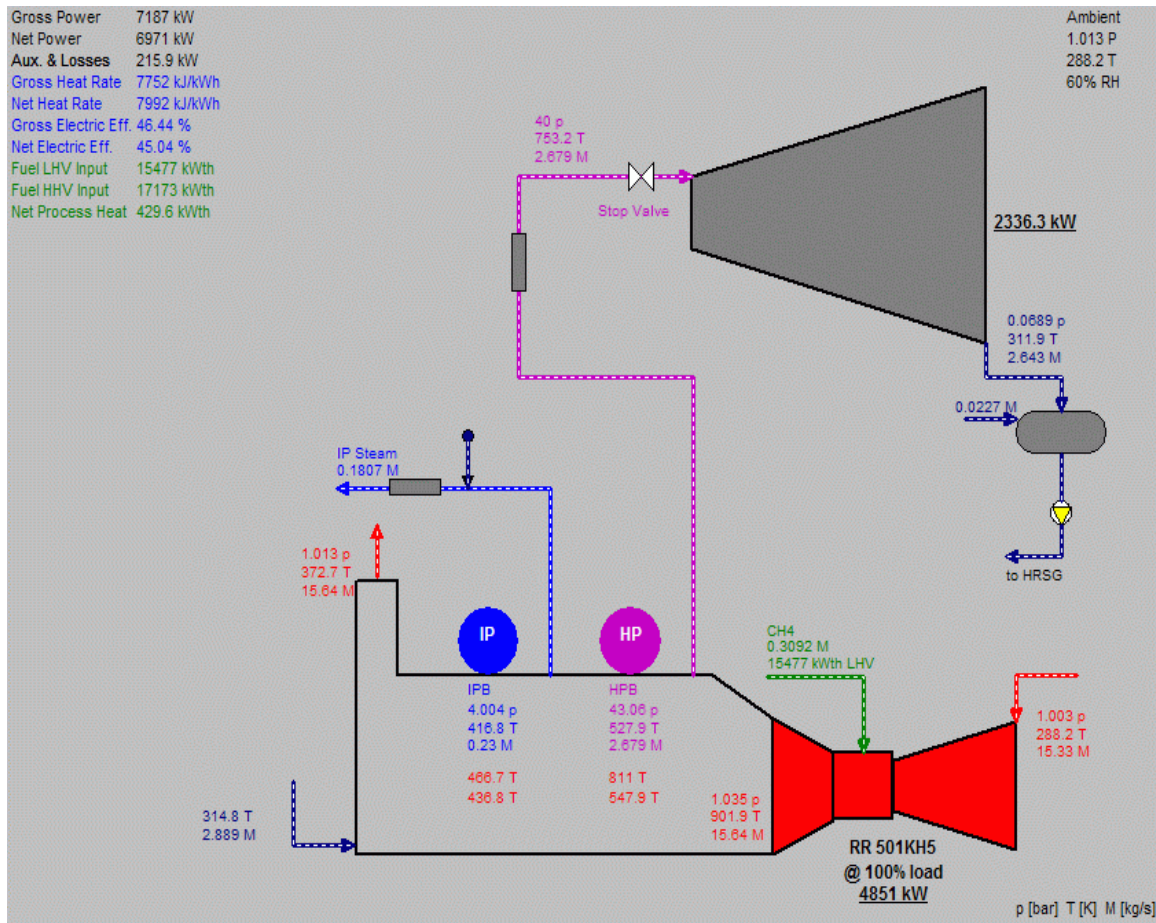 Gross Power 7187 kW
Net Power 6971 kW
Aux. & Losses 215.9 kW
Gross Heat Rate 7752 kJ/kWh
Net Heat Rate 7992 kJ/kWh
Gross Electric Eff. 46.44 %
Net Electric Eff. 45.04 %
Fuel LHV Input 15477 kWth
Fuel HHV Input 17173 kWth
Net Process Heat 429.6 kWth
Ambient
1.013 P
288.2 T
60% RH
40 p
753.2 T
2.679 M
Stop Valve
2336.3 kW
0.0689 p
311.9 T
2.643 M
0.0227 M
to HRSG
IP Steam
0.1807 M
1.013 p
372.7 T
15.64 M
IP
HP
IPB
4.004 p
416.8 T
0.23 M
466.7 T
436.8 T
HPB
43.06 p
527.9 T
2.679 M
811 T
547.9 T
CH4
0.3092 M
15477 kWth LHV
1.003 p
288.2 T
15.33 M
1.035 p
901.9 T
15.64 M
314.8 T
2.889 M
RR 501KH5
@ 100% load
4851 kW
p [bar] T [K] M [kg/s]